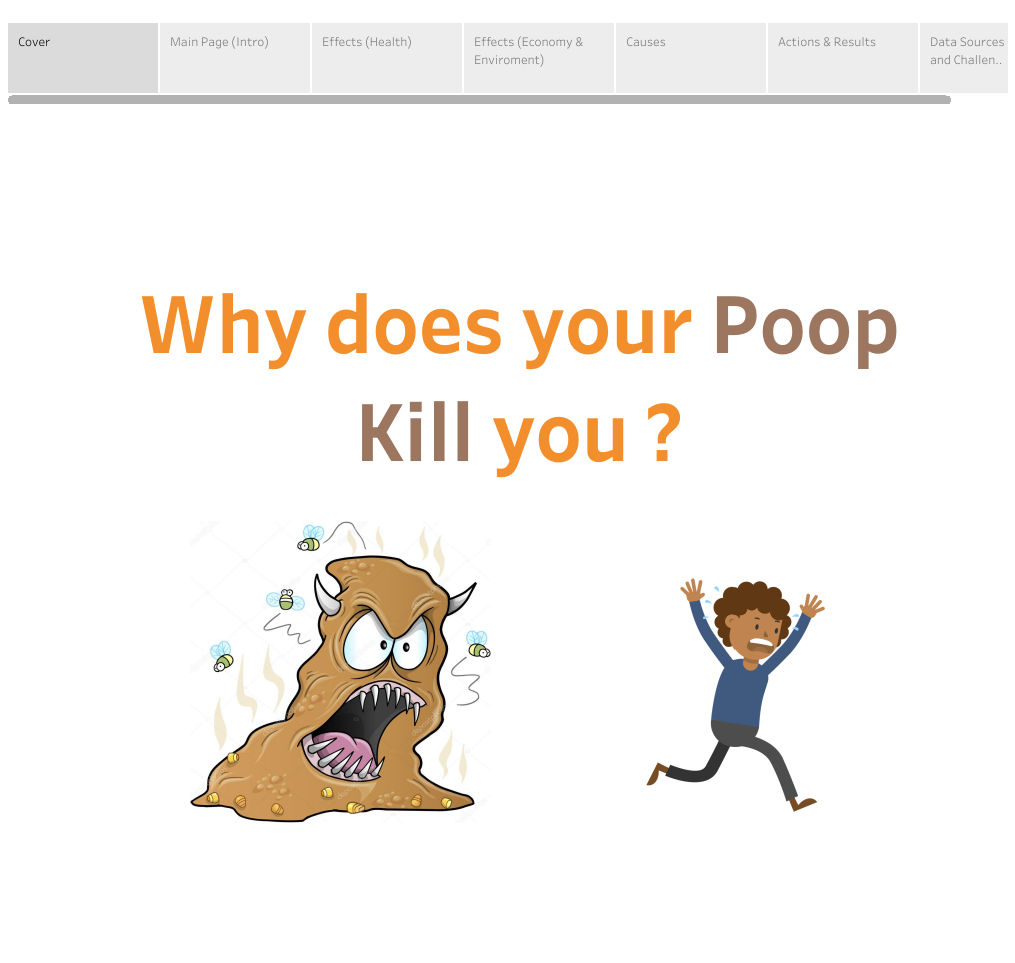 Cover
Main Page (Intro)
Effects (Health)
Effects (Economy &
Enviroment)
Causes
Actions & Results
Data Sources
and Challen..
Why does your Poop
Kill you ?